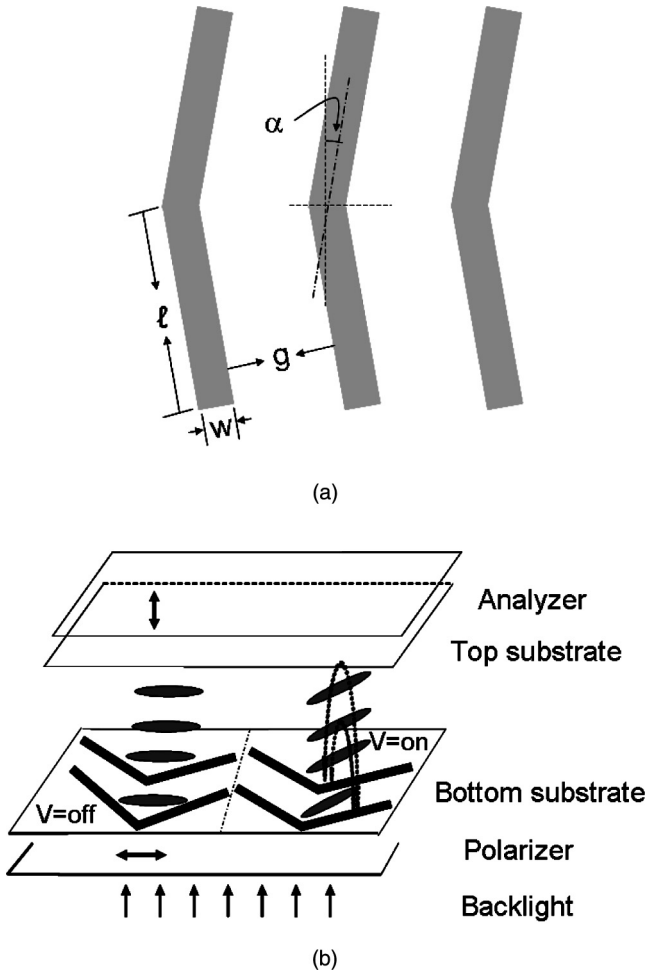 α
ℓ
g
w
(a)
Analyzer
Top substrate
V=on
V=off
Bottom substrate
Polarizer
Backlight
(b)